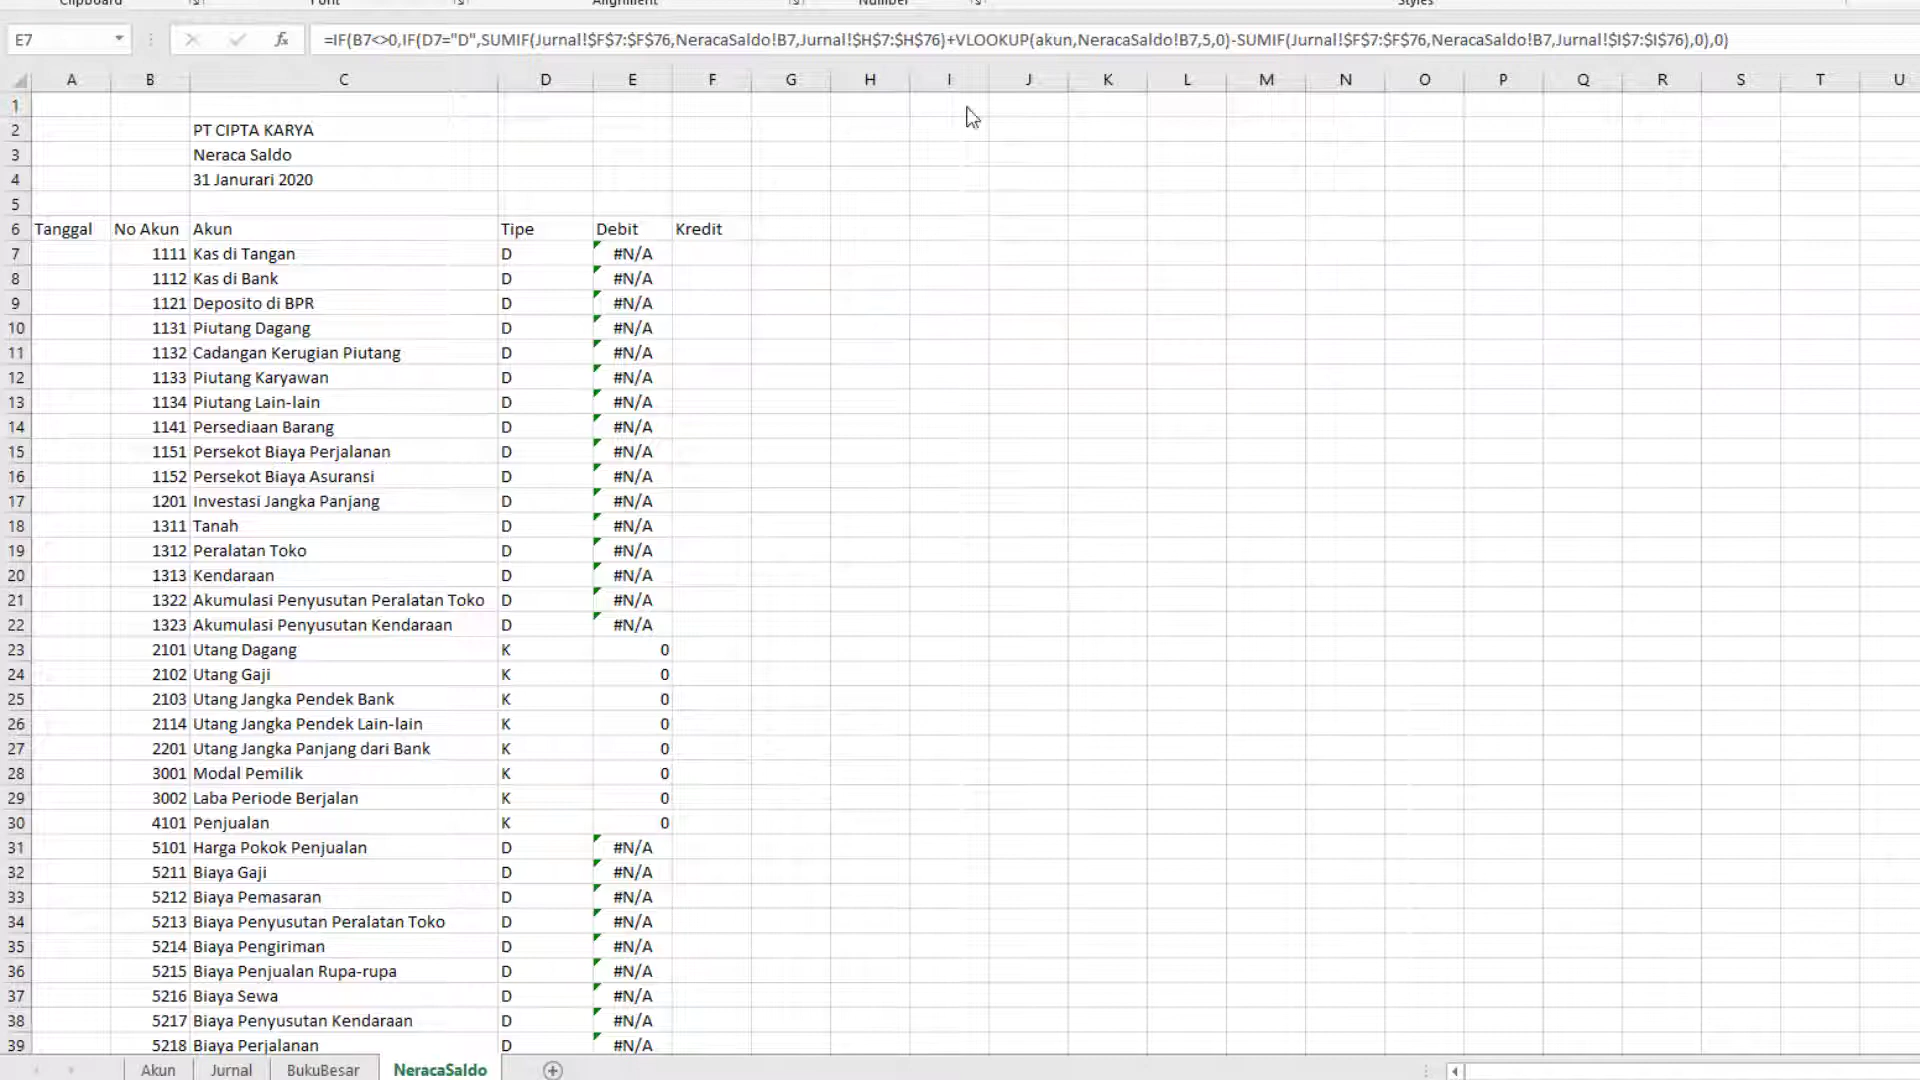 Clipboard Font Alignment Number Styles
E7 fx =IF(B7<>0,IF(D7="D",SUMIF(Jurnal!$F$7:$F$76,NeracaSaldo!B7,Jurnal!$H$7:$H$76)+VLOOKUP(akun,NeracaSaldo!B7,5,0)-SUMIF(Jurnal!$F$7:$F$76,NeracaSaldo!B7,Jurnal!$I$7:$I$76),0),0)
A B C D E F G H I J K L M N O P Q R S T U
1
2 PT CIPTA KARYA
3 Neraca Saldo
4 31 Janurari 2020
5
6 Tanggal No Akun Akun Tipe Debit Kredit
7 1111 Kas di Tangan D #N/A
8 1112 Kas di Bank D #N/A
9 1121 Deposito di BPR D #N/A
10 1131 Piutang Dagang D #N/A
11 1132 Cadangan Kerugian Piutang D #N/A
12 1133 Piutang Karyawan D #N/A
13 1134 Piutang Lain-lain D #N/A
14 1141 Persediaan Barang D #N/A
15 1151 Persekot Biaya Perjalanan D #N/A
16 1152 Persekot Biaya Asuransi D #N/A
17 1201 Investasi Jangka Panjang D #N/A
18 1311 Tanah D #N/A
19 1312 Peralatan Toko D #N/A
20 1313 Kendaraan D #N/A
21 1322 Akumulasi Penyusutan Peralatan Toko D #N/A
22 1323 Akumulasi Penyusutan Kendaraan D #N/A
23 2101 Utang Dagang K 0
24 2102 Utang Gaji K 0
25 2103 Utang Jangka Pendek Bank K 0
26 2114 Utang Jangka Pendek Lain-lain K 0
27 2201 Utang Jangka Panjang dari Bank K 0
28 3001 Modal Pemilik K 0
29 3002 Laba Periode Berjalan K 0
30 4101 Penjualan K 0
31 5101 Harga Pokok Penjualan D #N/A
32 5211 Biaya Gaji D #N/A
33 5212 Biaya Pemasaran D #N/A
34 5213 Biaya Penyusutan Peralatan Toko D #N/A
35 5214 Biaya Pengiriman D #N/A
36 5215 Biaya Penjualan Rupa-rupa D #N/A
37 5216 Biaya Sewa D #N/A
38 5217 Biaya Penyusutan Kendaraan D #N/A
39 5218 Biaya Perjalanan D #N/A
Akun Jurnal BukuBesar NeracaSaldo